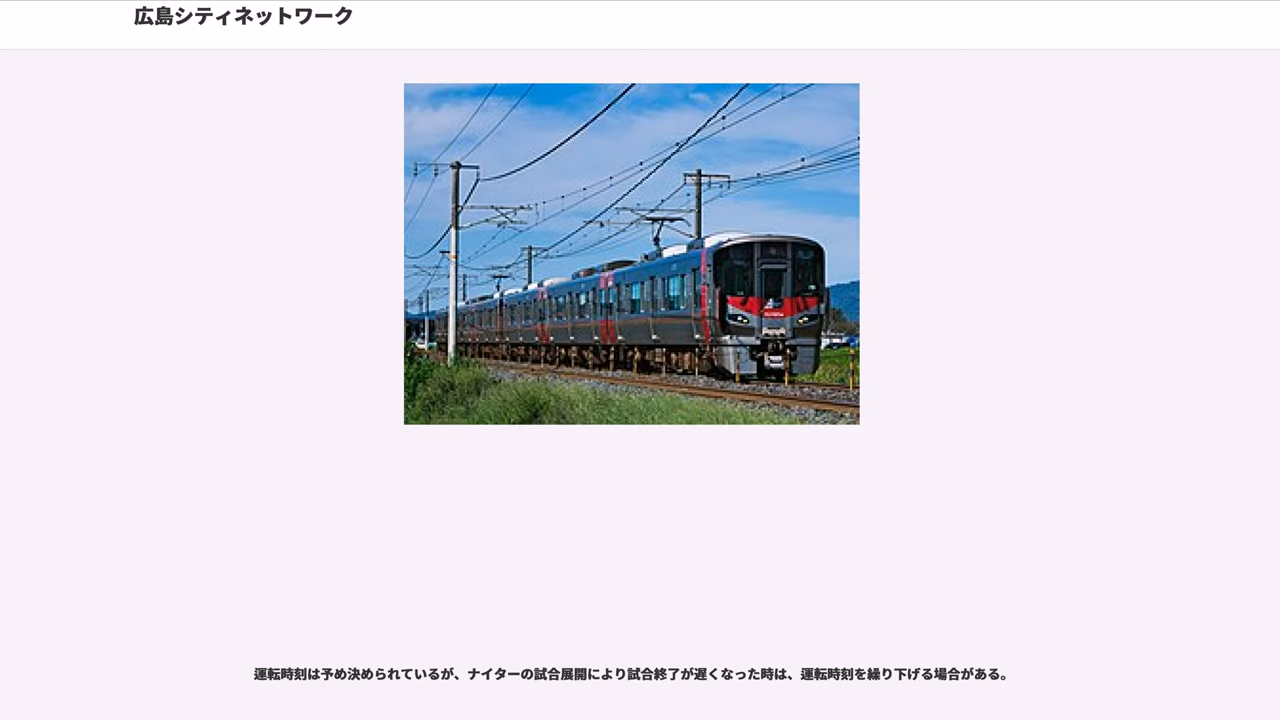 広島シティネットワーク
運転時刻は予め決められているが、ナイターの試合展開により試合終了が遅くなった時は、運転時刻を繰り下げる場合がある。